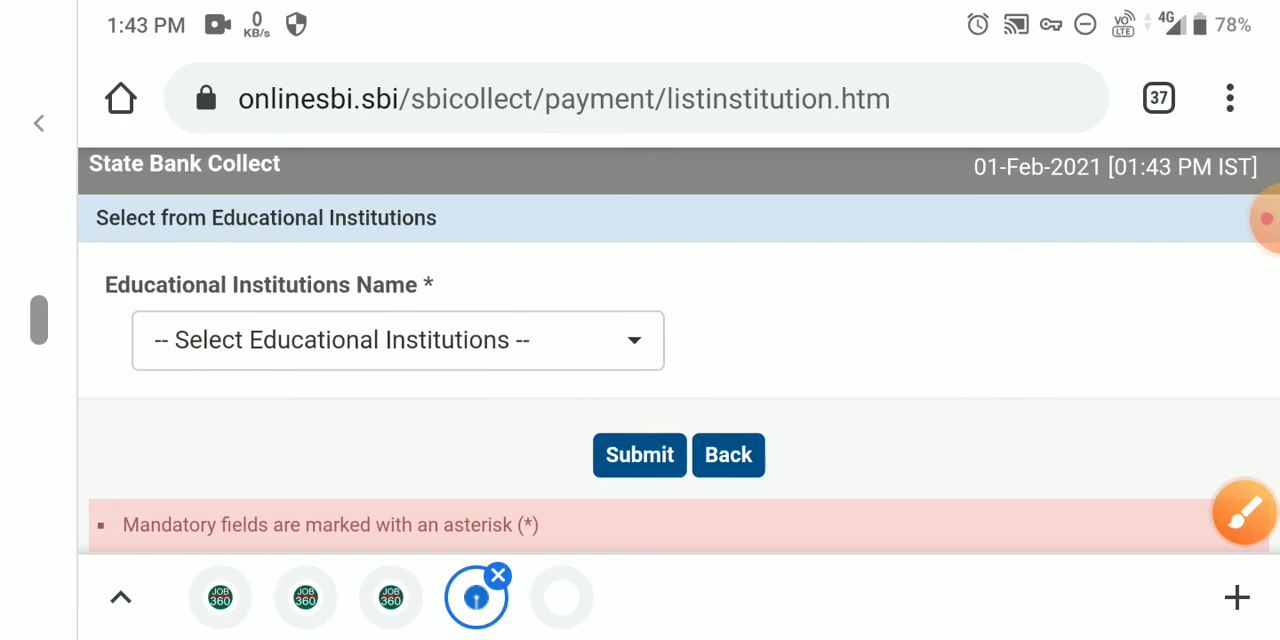 1:43 PM 0 KB/s VO LTE 4G 78%
onlinesbi.sbi/sbicollect/payment/listinstitution.htm 37
State Bank Collect 01-Feb-2021 [01:43 PM IST]
Select from Educational Institutions
Educational Institutions Name *
-- Select Educational Institutions --
Submit Back
Mandatory fields are marked with an asterisk (*)
JOB 360 JOB 360 JOB 360